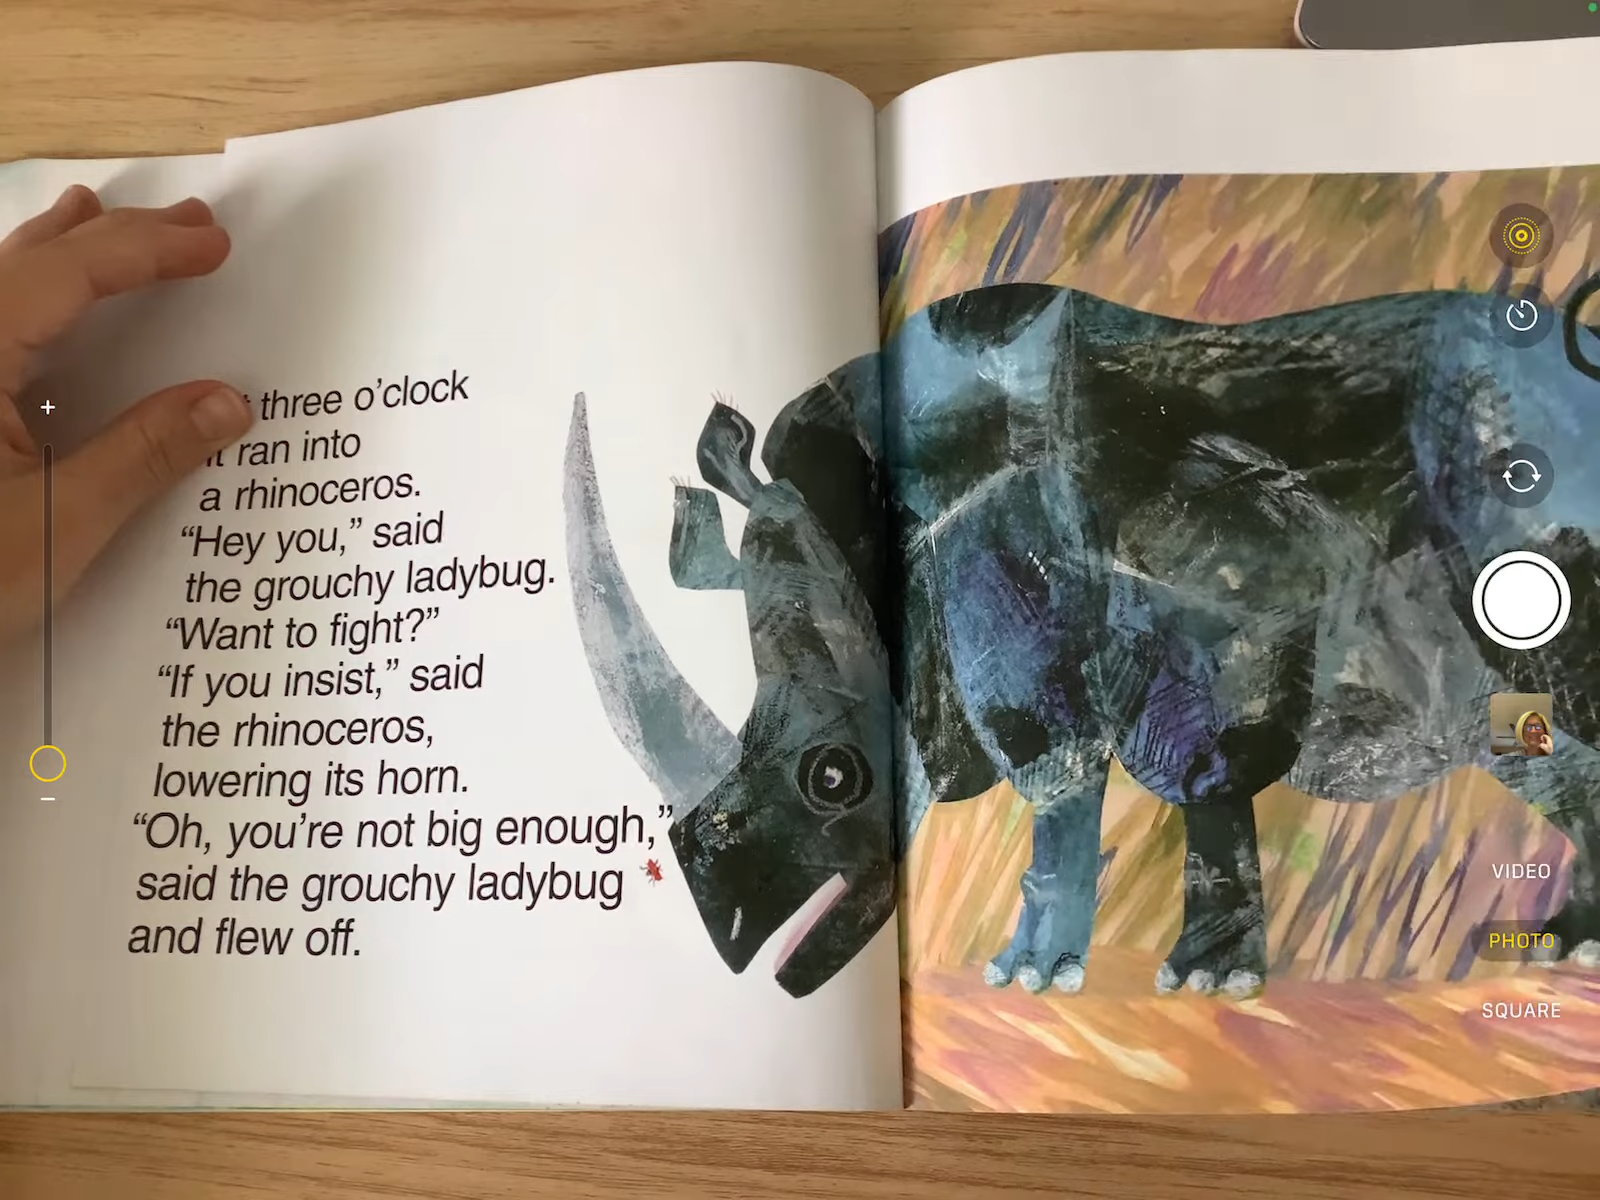 three o’clock
it ran into
a rhinoceros.
“Hey you,” said
the grouchy ladybug.
“Want to fight?”
“If you insist,” said
the rhinoceros,
lowering its horn.
“Oh, you’re not big enough,”
said the grouchy ladybug
and flew off.
VIDEO
PHOTO
SQUARE